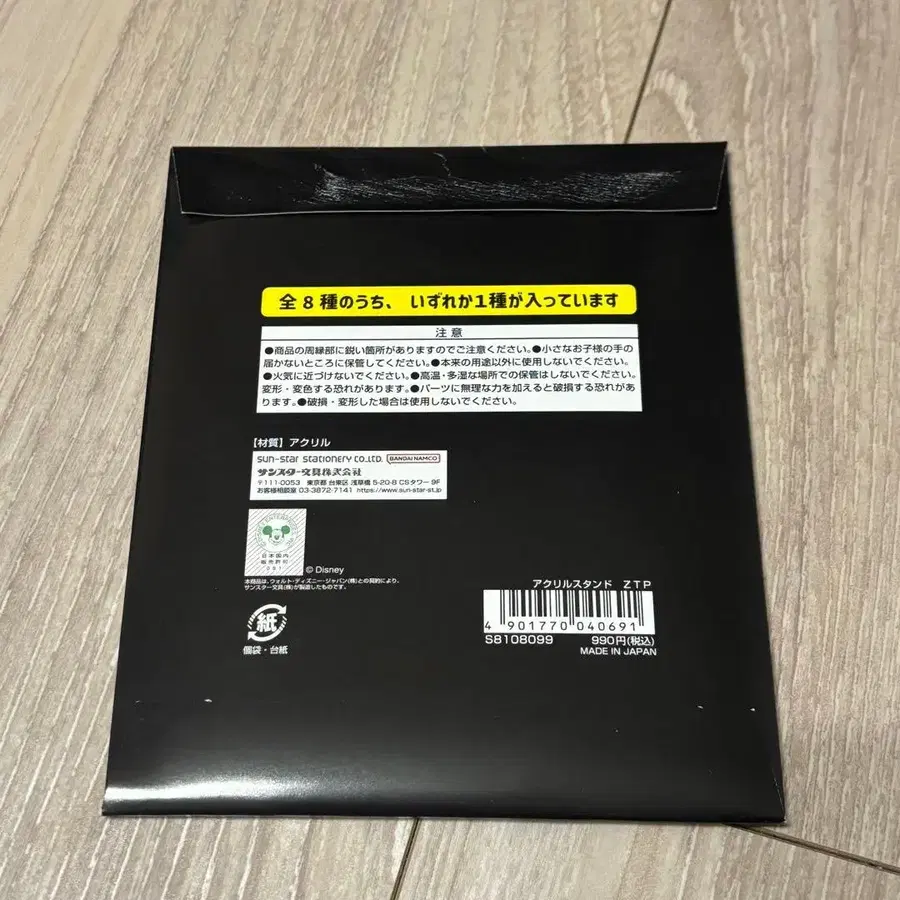 全8種のうち、いずれか1種が入っています
注意
●商品の周縁部に鋭い箇所がありますのでご注意ください。●小さなお子様の手の
届かないところに保管してください。●本来の用途以外に使用しないでください。
●火気に近づけないでください。●高温・多湿な場所での保管はしないでください。
変形・変色する恐れがあります。●パーツに無理な力を加えると破損する恐れがあ
ります。●破損・変形した場合は使用しないでください。
【材質】アクリル
SUN-STAR STATIONERY CO.,LTD. BANDAI NAMCO
サンスター文具株式会社
〒111-0053 東京都 台東区 浅草橋 5-20-8 CSタワー 9F
お客様相談室 03-3872-7141 https://www.sun-star-st.jp
日本国内
販売許可
© Disney
本商品は、ウォルト・ディズニー・ジャパン(株)との契約により、
サンスター文具(株)が製造したものです。
紙
個袋・台紙
アクリルスタンド ZTP
4 901770 040691
S8108099 990円(税込)
MADE IN JAPAN